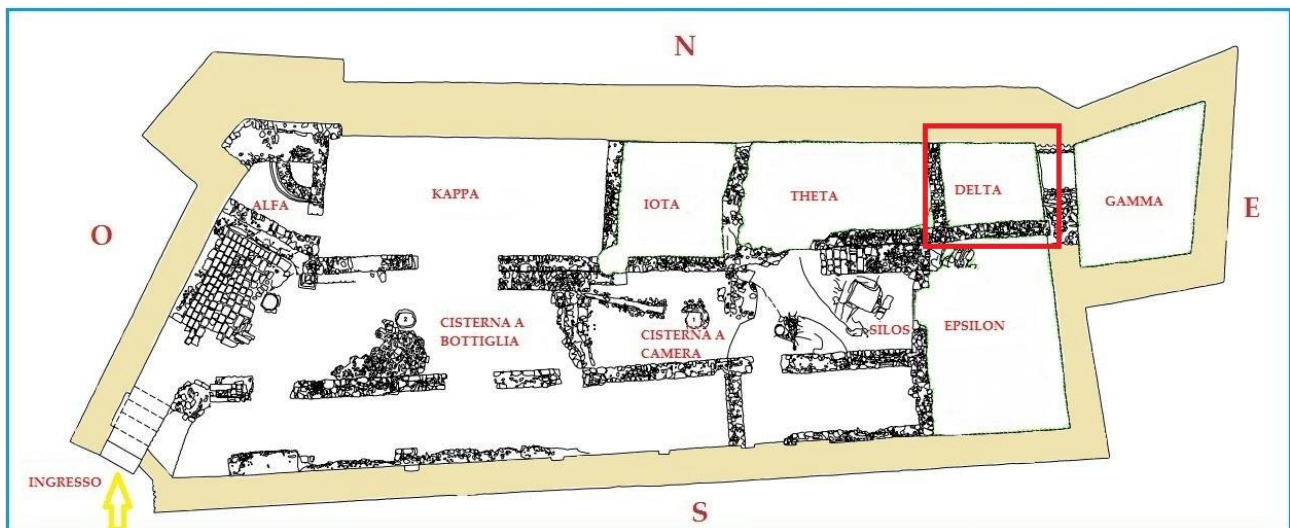 N
O
E
S
ALFA
KAPPA
IOTA
THETA
DELTA
GAMMA
CISTERNA A
BOTTIGLIA
CISTERNA A
CAMERA
SILOS
EPSILON
INGRESSO